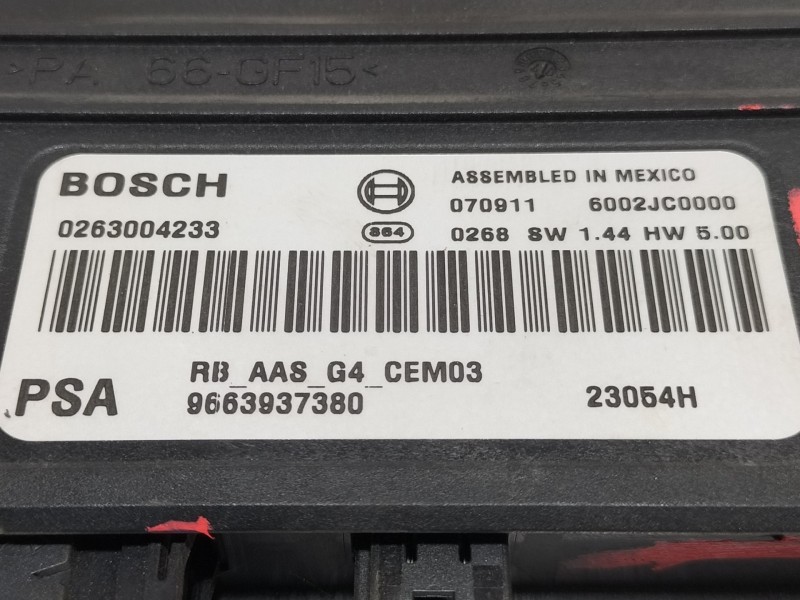 >PA 66-GF15<
BOSCH
ASSEMBLED IN MEXICO
070911 6002JC0000
0263004233
364 0268 SW 1.44 HW 5.00
RB_AAS_G4_CEM03
PSA
9663937380 23054H